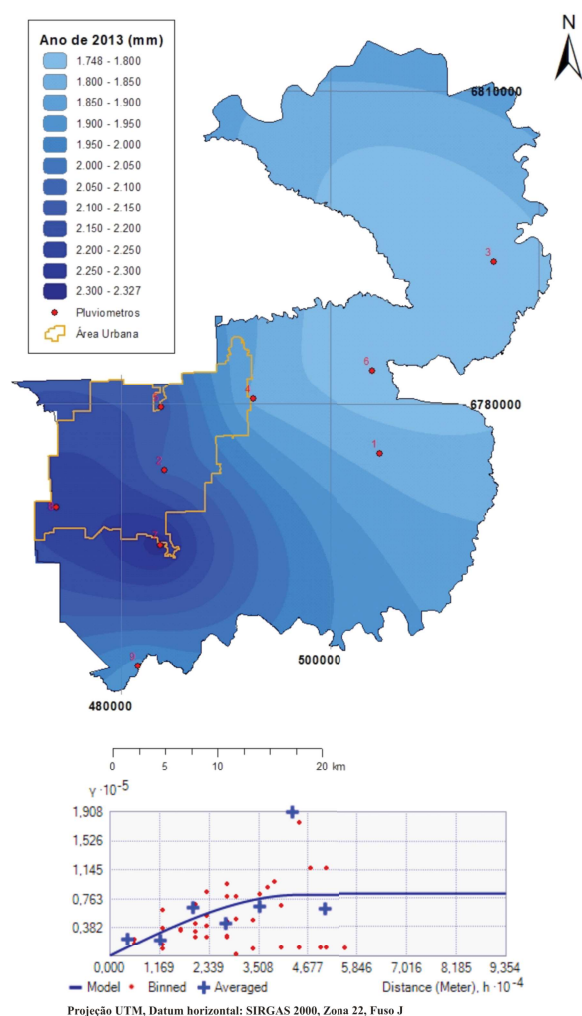 N
Ano de 2013 (mm)
1.748 - 1.800
1.800 - 1.850
1.850 - 1.900
1.900 - 1.950
1.950 - 2.000
2.000 - 2.050
2.050 - 2.100
2.100 - 2.150
2.150 - 2.200
2.200 - 2.250
2.250 - 2.300
2.300 - 2.327
Pluviometros
Área Urbana
6810000
3
6
4
6780000
1
9
500000
480000
0 5 10 15 20 km
γ ·10⁻⁵
1.908
1.526
1.145
0.763
0.382
0,000 1,169 2,339 3,508 4,677 5,846 7,016 8,185 9,354
Model Binned Averaged Distance (Meter), h ·10⁻⁴
Projeção UTM, Datum horizontal: SIRGAS 2000, Zona 22, Fuso J